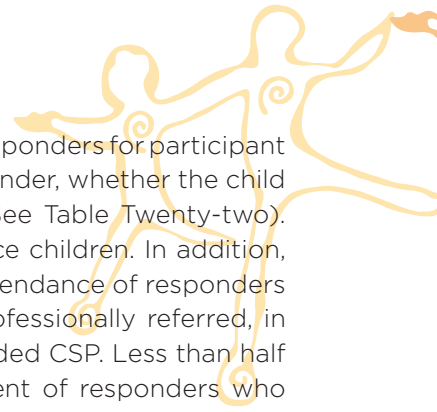 sponders for participant
nder, whether the child
ee Table Twenty-two).
ce children. In addition,
endance of responders
ofessionally referred, in
ded CSP. Less than half
ent of responders who